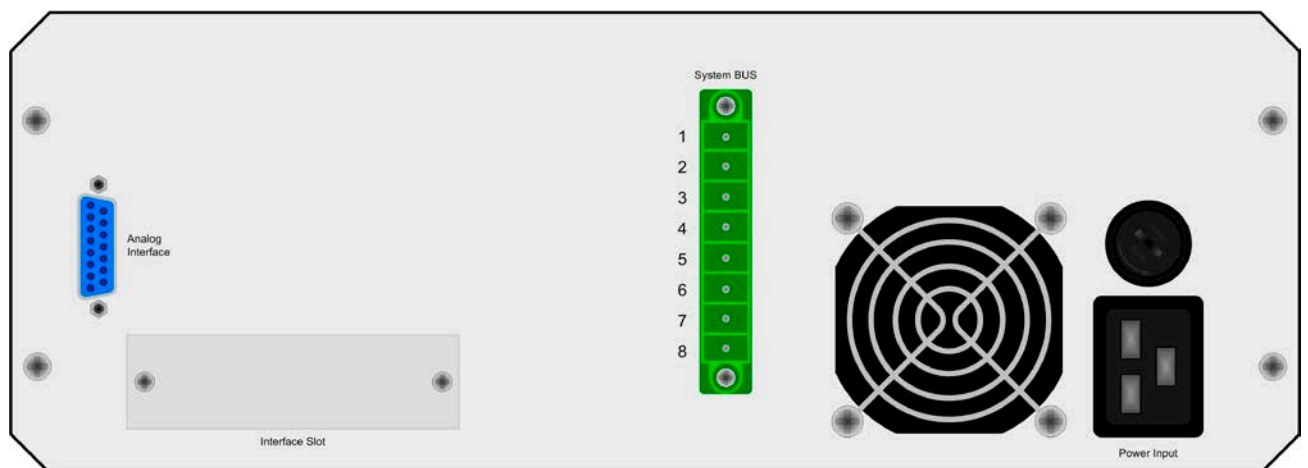 System BUS
1
2
3
4
5
6
7
8
Analog
Interface
Interface Slot
Power Input